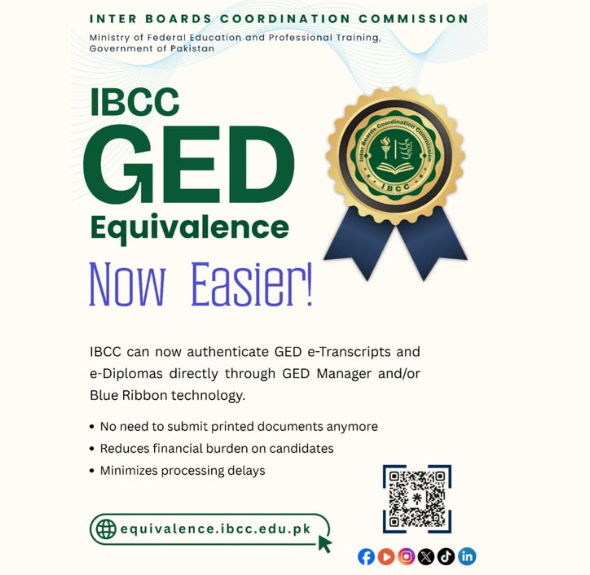 INTER BOARDS COORDINATION COMMISSION
Ministry of Federal Education and Professional Training,
Government of Pakistan
IBCC
GED
Equivalence
Inter Boards Coordination Commission
IBCC
Now Easier!
IBCC can now authenticate GED e-Transcripts and
e-Diplomas directly through GED Manager and/or
Blue Ribbon technology.
• No need to submit printed documents anymore
• Reduces financial burden on candidates
• Minimizes processing delays
equivalence.ibcc.edu.pk